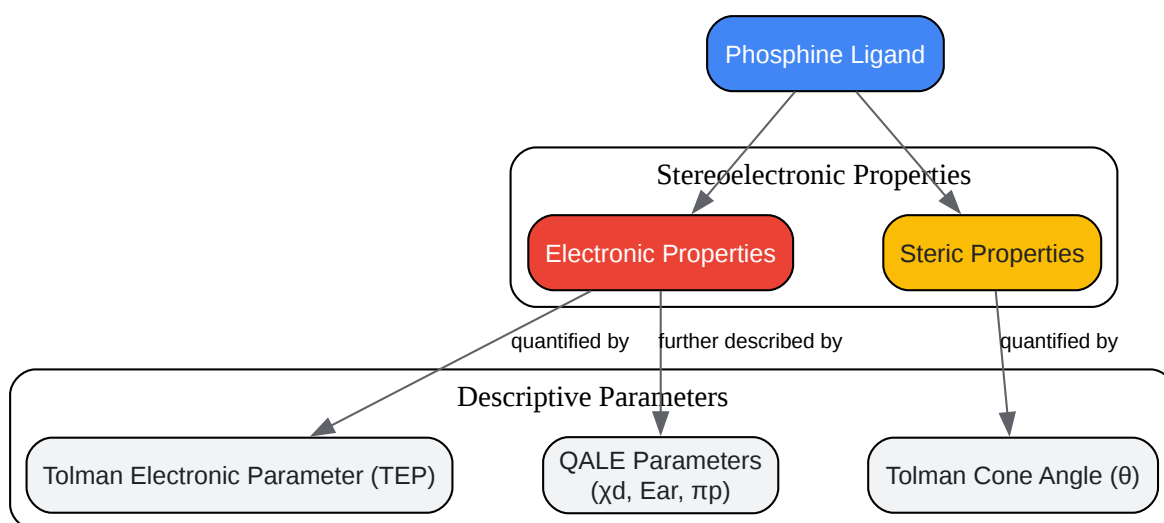 Phosphine Ligand
Stereoelectronic Properties
Electronic Properties
Steric Properties
quantified by
further described by
quantified by
Descriptive Parameters
Tolman Electronic Parameter (TEP)
QALE Parameters
(χd, Ear, πp)
Tolman Cone Angle (θ)